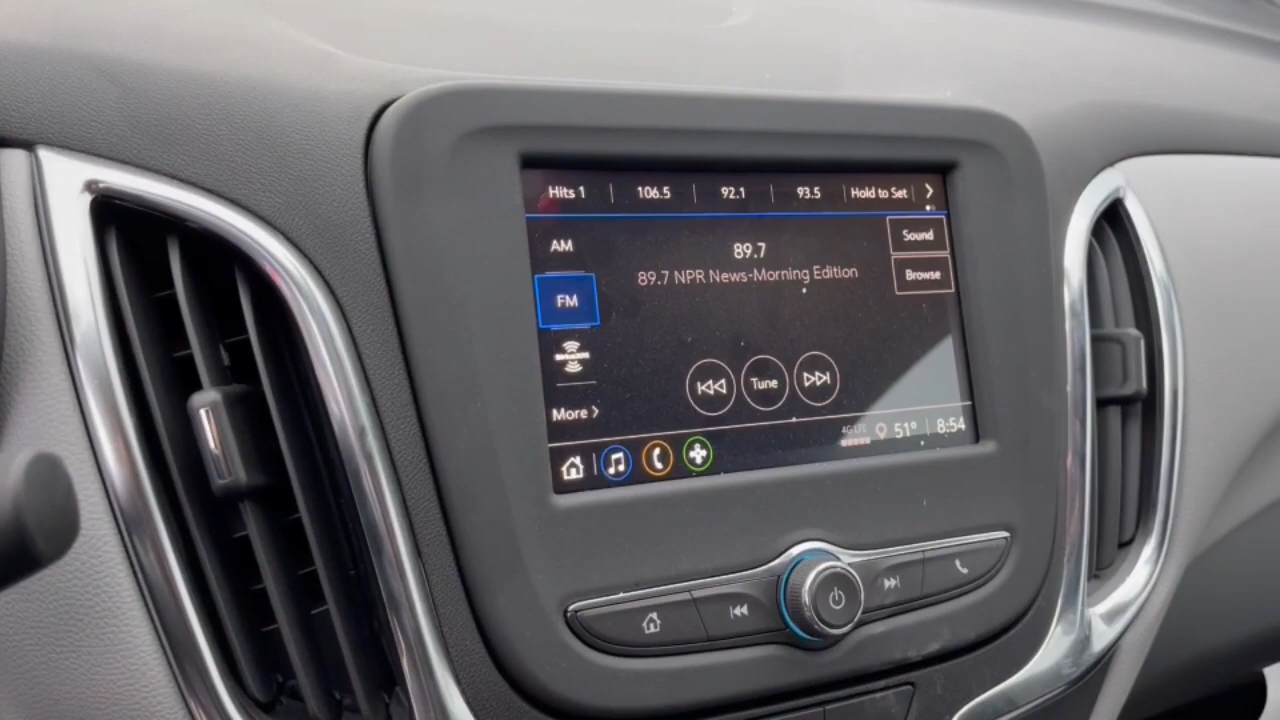 Hits 1 106.5 92.1 93.5 Hold to Set
AM
Sound
89.7
89.7 NPR News-Morning Edition
Browse
FM
SiriusXM
Tune
More
4G LTE 51° 8:54